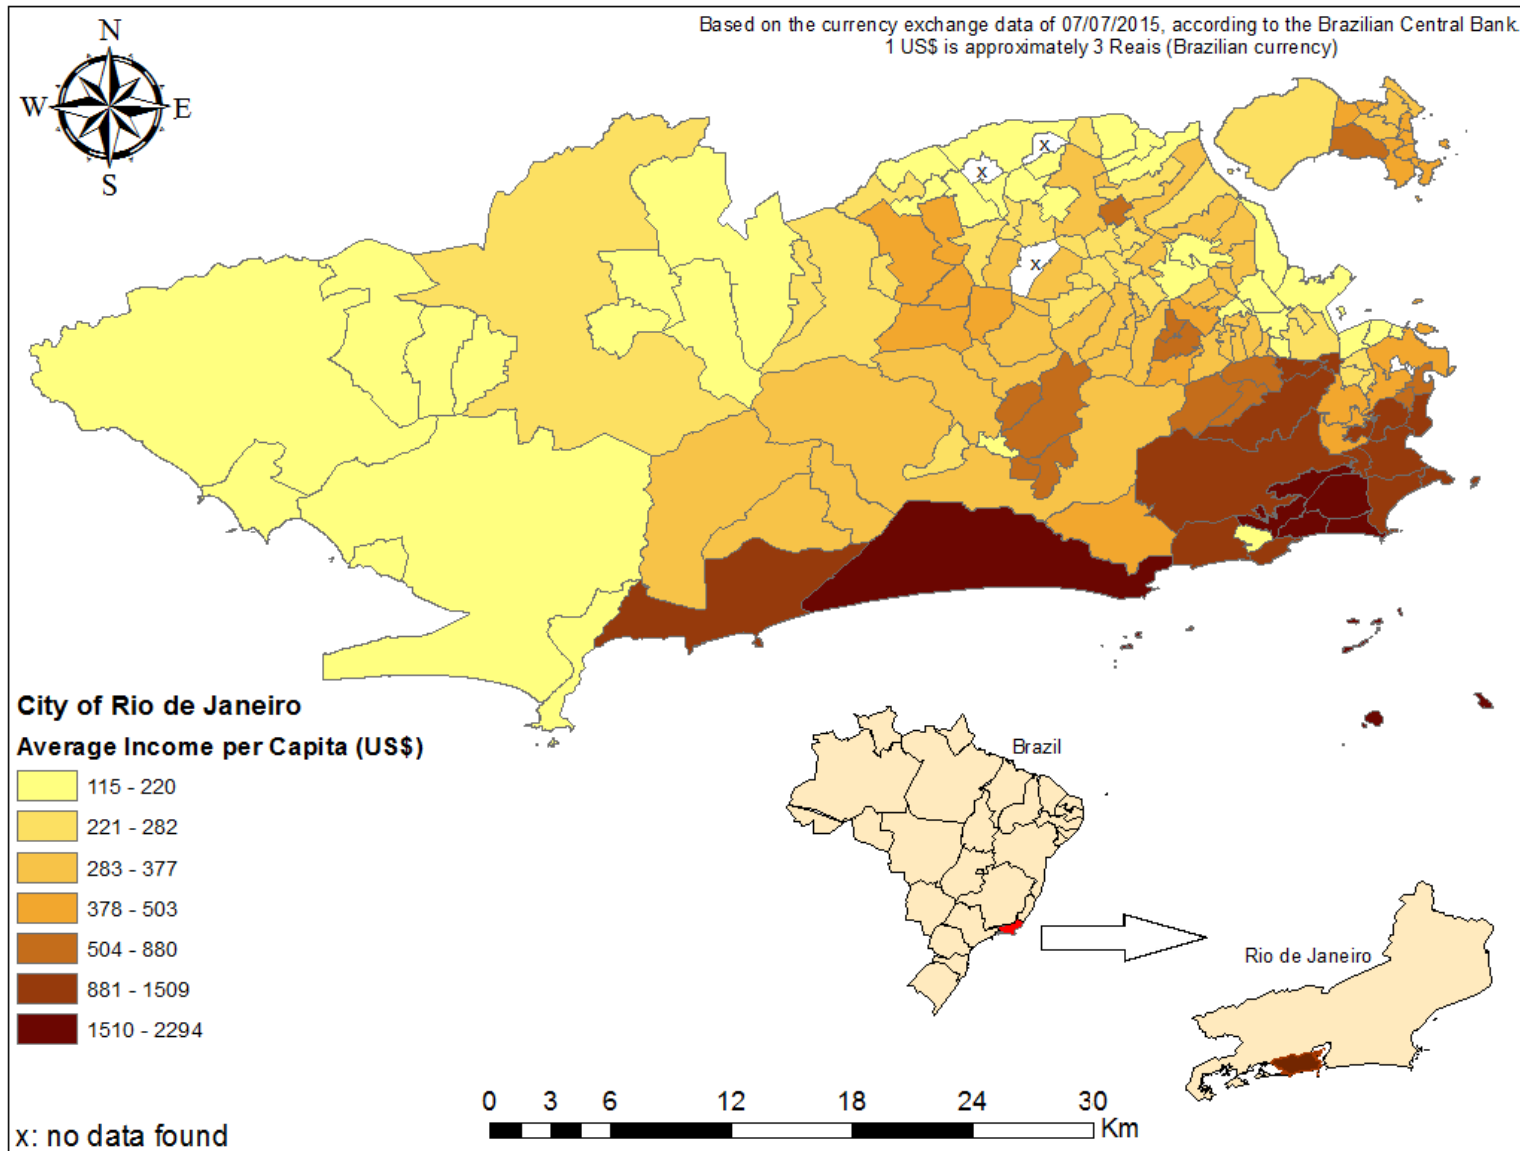 Based on the currency exchange data of 07/07/2015, according to the Brazilian Central Bank.
1 US$ is approximately 3 Reais (Brazilian currency)
N
W E
S
x
x
x
City of Rio de Janeiro
Average Income per Capita (US$)
115 - 220
221 - 282
283 - 377
378 - 503
504 - 880
881 - 1509
1510 - 2294
Brazil
Rio de Janeiro
0 3 6 12 18 24 30
Km
x: no data found